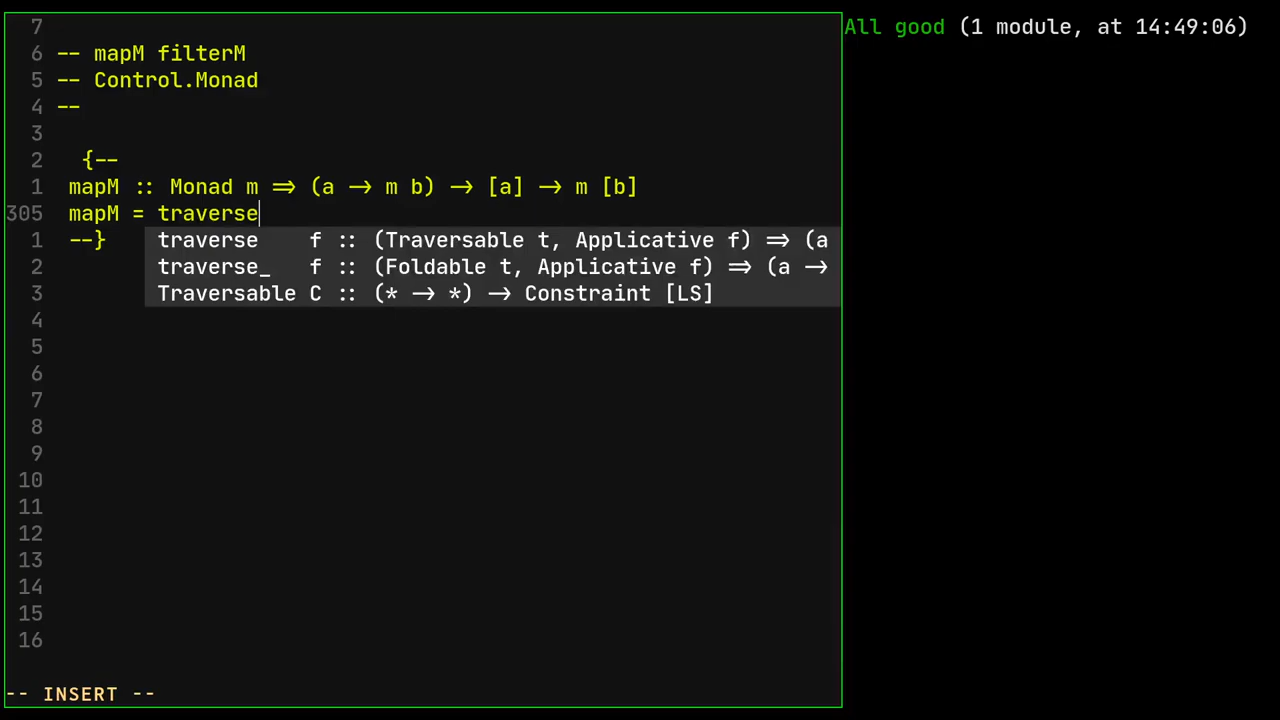 7
6 -- mapM filterM
5 -- Control.Monad
4 --
3
2 {--
1 mapM :: Monad m => (a -> m b) -> [a] -> m [b]
305 mapM = traverse
1 --}
traverse f :: (Traversable t, Applicative f) => (a
2 traverse_ f :: (Foldable t, Applicative f) => (a ->
3 Traversable C :: (* -> *) -> Constraint [LS]
4
5
6
7
8
9
10
11
12
13
14
15
16
-- INSERT --
All good (1 module, at 14:49:06)